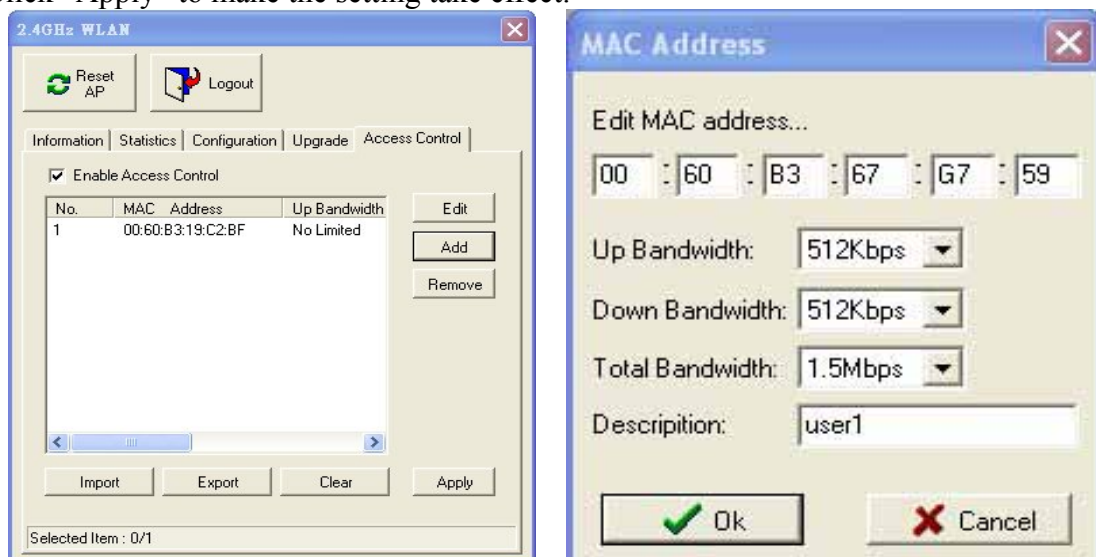 click "Apply" to make the setting take effect.
2.4GHz WLAN
Reset
AP
Logout
Information Statistics Configuration Upgrade Access Control
Enable Access Control
No. MAC Address Up Bandwidth
1 00:60:B3:19:C2:BF No Limited
Edit
Add
Remove
Import Export Clear Apply
Selected Item : 0/1
MAC Address
Edit MAC address...
00 : 60 : B3 : 67 : G7 : 59
Up Bandwidth: 512Kbps
Down Bandwidth: 512Kbps
Total Bandwidth: 1.5Mbps
Descripition: user1
Ok Cancel